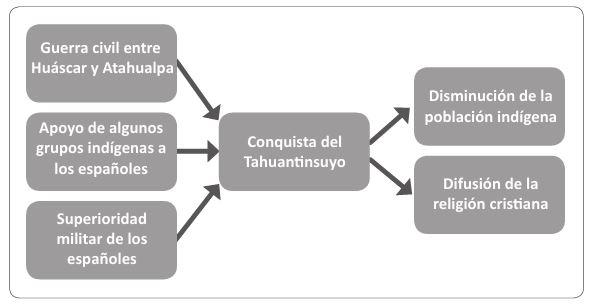 Guerra civil entre
Huáscar y Atahualpa
Apoyo de algunos
grupos indígenas a
los españoles
Superioridad
militar de los
españoles
Conquista del
Tahuantinsuyo
Disminución de la
población indígena
Difusión de la
religión cristiana